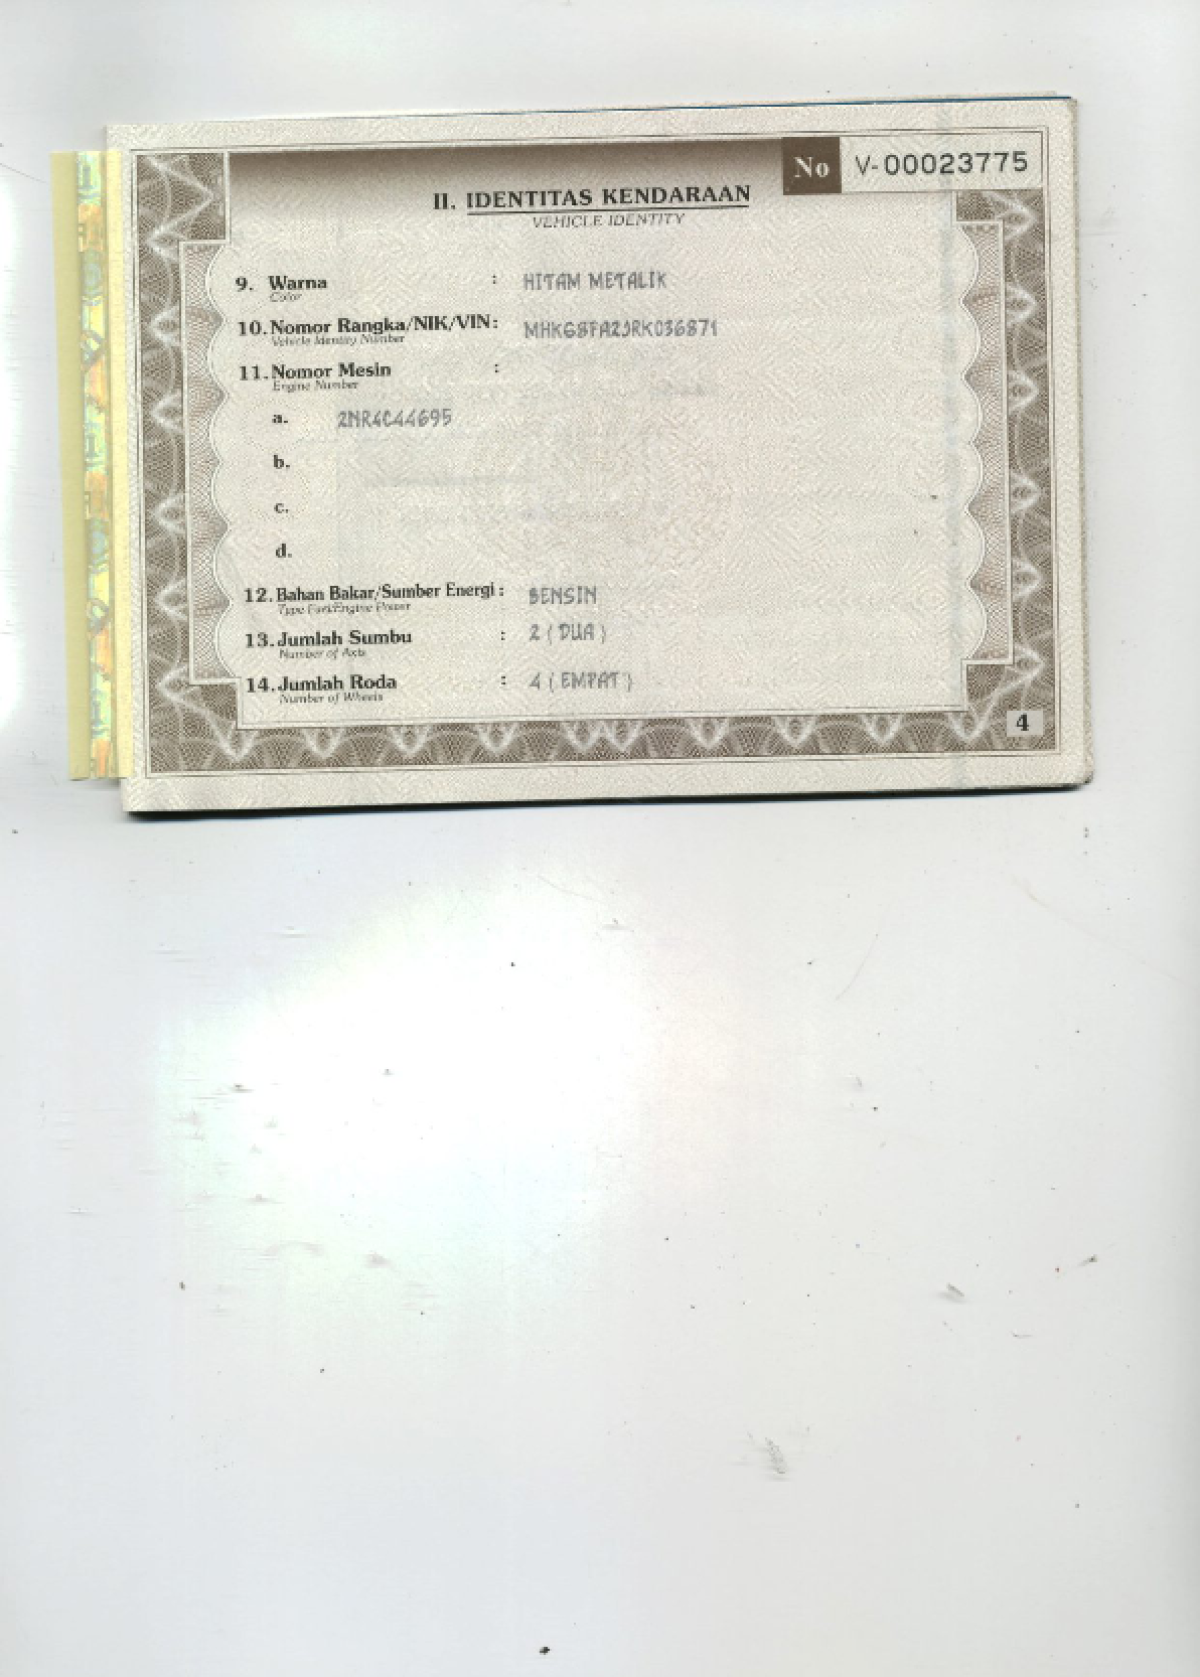 No V-00023775
II. IDENTITAS KENDARAAN
VEHICLE IDENTITY
9. Warna : HITAM METALIK
Color
10. Nomor Rangka/NIK/VIN : MHKG8FA2JRK036871
Vehicle Identity Number
11. Nomor Mesin :
Engine Number
a. 2NR4C44695
b.
c.
d.
12. Bahan Bakar/Sumber Energi : BENSIN
Type Fuel/Engine Power
13. Jumlah Sumbu : 2 ( DUA )
Number of Axis
14. Jumlah Roda : 4 ( EMPAT )
Number of Wheels
4